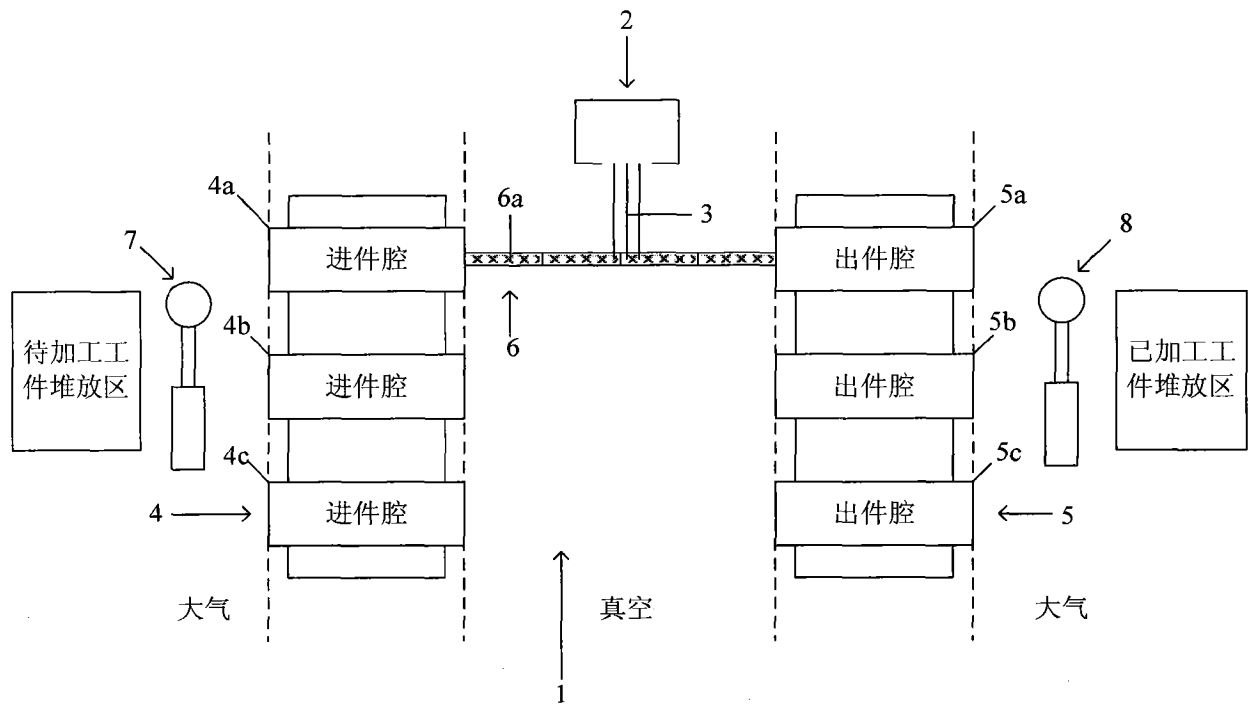 2
4a
6a
3
5a
7
8
进件腔
出件腔
4b
6
5b
待加工工
件堆放区
进件腔
出件腔
已加工工
件堆放区
4c
5c
4
进件腔
出件腔
5
大气
真空
大气
1